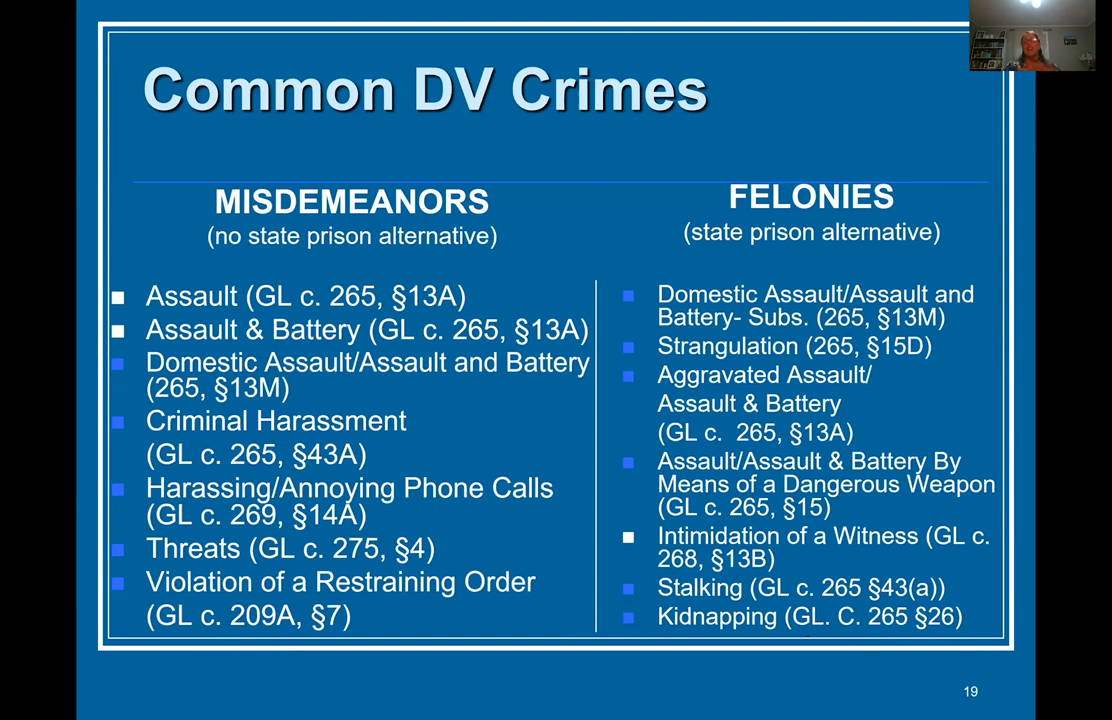 Common DV Crimes
MISDEMEANORS
(no state prison alternative)
Assault (GL c. 265, §13A)
Assault & Battery (GL c. 265, §13A)
Domestic Assault/Assault and Battery
(265, §13M)
Criminal Harassment
(GL c. 265, §43A)
Harassing/Annoying Phone Calls
(GL c. 269, §14A)
Threats (GL c. 275, §4)
Violation of a Restraining Order
(GL c. 209A, §7)
FELONIES
(state prison alternative)
Domestic Assault/Assault and
Battery- Subs. (265, §13M)
Strangulation (265, §15D)
Aggravated Assault/
Assault & Battery
(GL c. 265, §13A)
Assault/Assault & Battery By
Means of a Dangerous Weapon
(GL c. 265, §15)
Intimidation of a Witness (GL c.
268, §13B)
Stalking (GL c. 265 §43(a))
Kidnapping (GL. C. 265 §26)
19